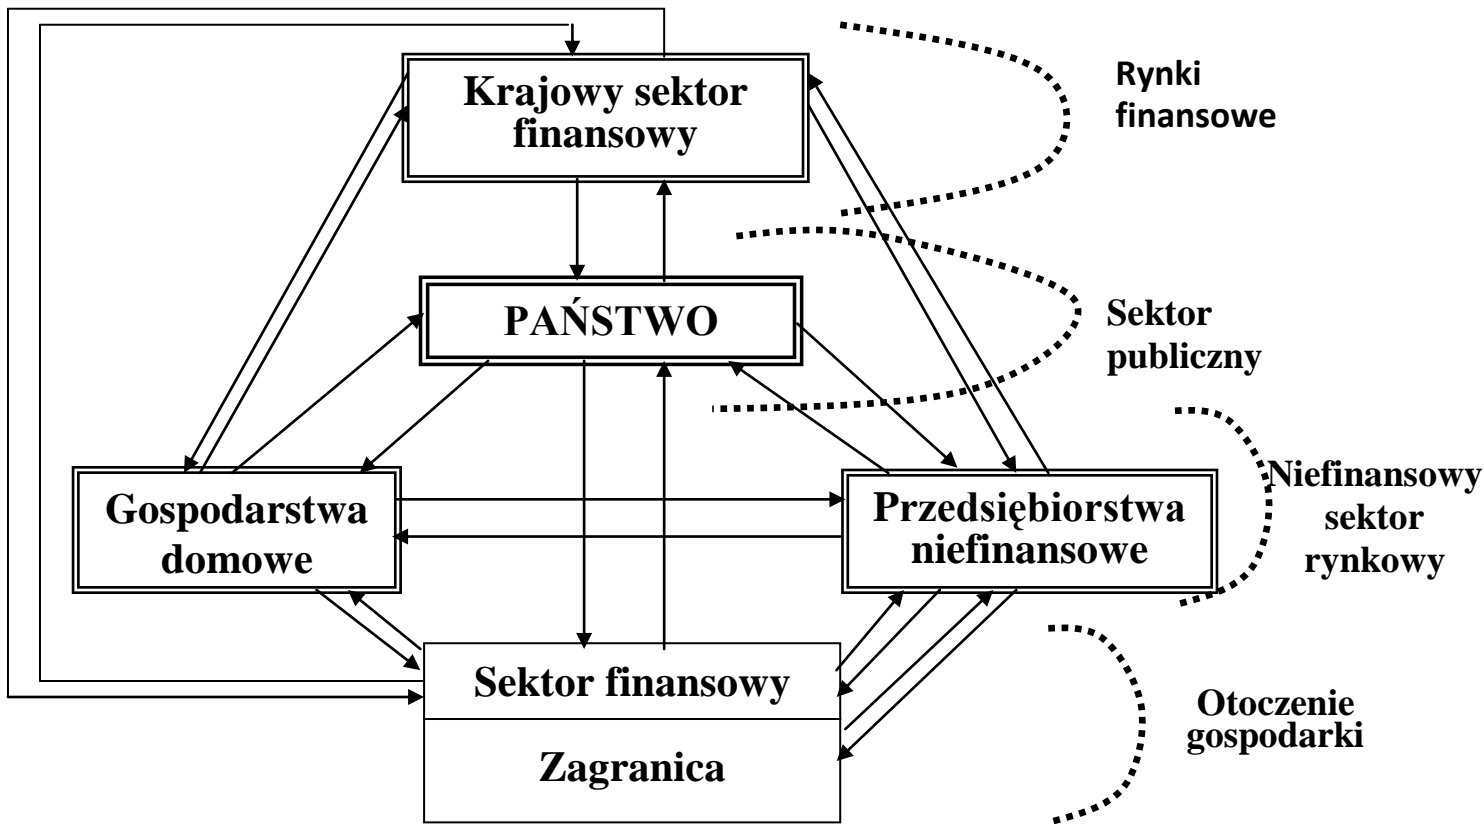 Krajowy sektor
finansowy
Rynki
finansowe
PAŃSTWO
Sektor
publiczny
Gospodarstwa
domowe
Przedsiębiorstwa
niefinansowe
Niefinansowy
sektor
rynkowy
Sektor finansowy
Zagranica
Otoczenie
gospodarki